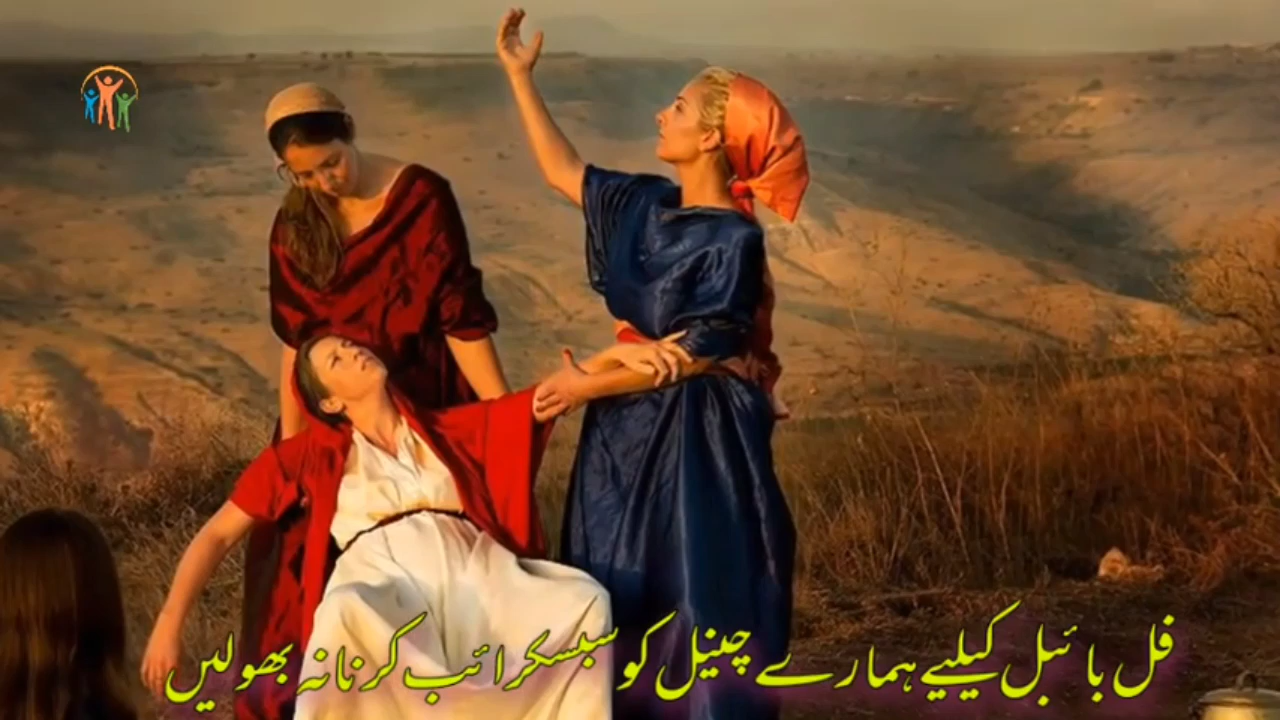 فل بائبل کیلیے ہمارے چینل کو سبسکرائب کرنا نہ بھولیں